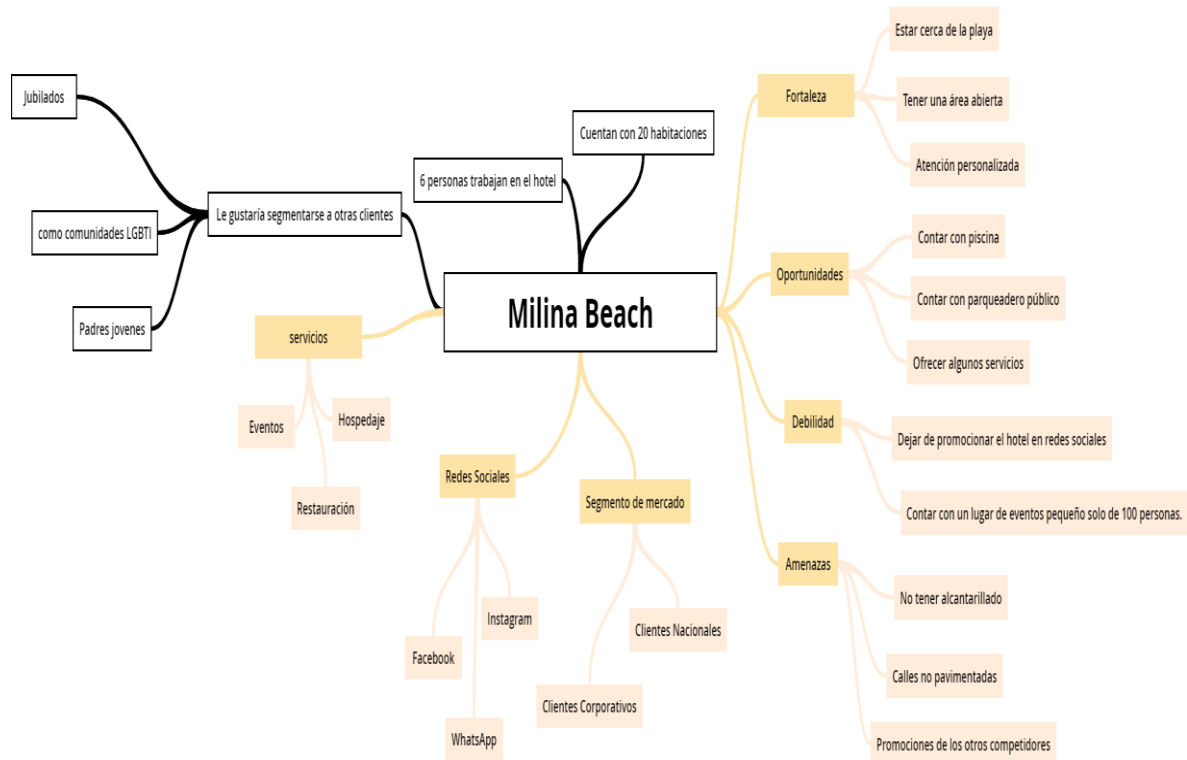 Milina Beach
Cuentan con 20 habitaciones
6 personas trabajan en el hotel
Le gustaría segmentarse a otras clientes
Jubilados
como comunidades LGBTI
Padres jovenes
servicios
Eventos
Hospedaje
Restauración
Redes Sociales
Facebook
WhatsApp
Instagram
Segmento de mercado
Clientes Corporativos
Clientes Nacionales
Fortaleza
Estar cerca de la playa
Tener una área abierta
Atención personalizada
Oportunidades
Contar con piscina
Contar con parqueadero público
Ofrecer algunos servicios
Debilidad
Dejar de promocionar el hotel en redes sociales
Contar con un lugar de eventos pequeño solo de 100 personas.
Amenazas
No tener alcantarillado
Calles no pavimentadas
Promociones de los otros competidores